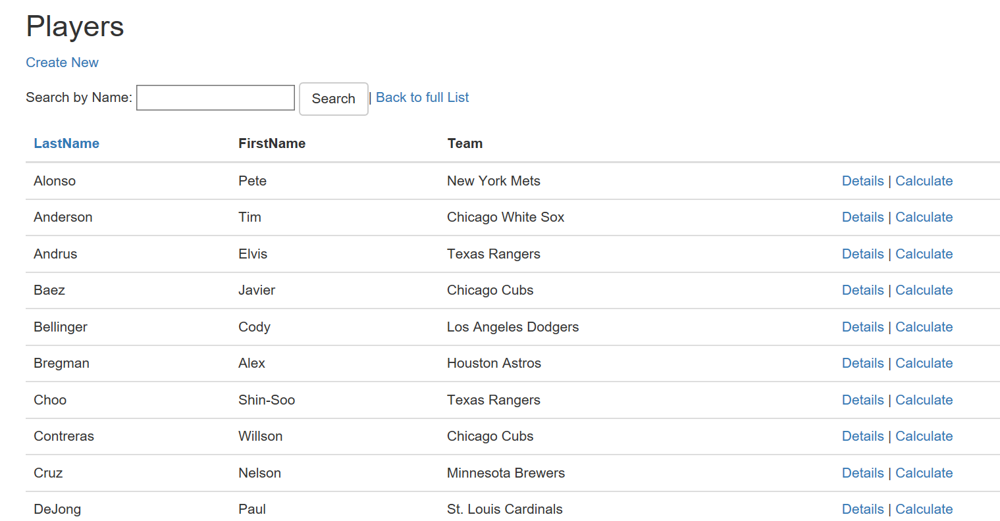 Players
Create New
Search by Name: Search | Back to full List
LastName FirstName Team
Alonso Pete New York Mets Details | Calculate
Anderson Tim Chicago White Sox Details | Calculate
Andrus Elvis Texas Rangers Details | Calculate
Baez Javier Chicago Cubs Details | Calculate
Bellinger Cody Los Angeles Dodgers Details | Calculate
Bregman Alex Houston Astros Details | Calculate
Choo Shin-Soo Texas Rangers Details | Calculate
Contreras Willson Chicago Cubs Details | Calculate
Cruz Nelson Minnesota Brewers Details | Calculate
DeJong Paul St. Louis Cardinals Details | Calculate